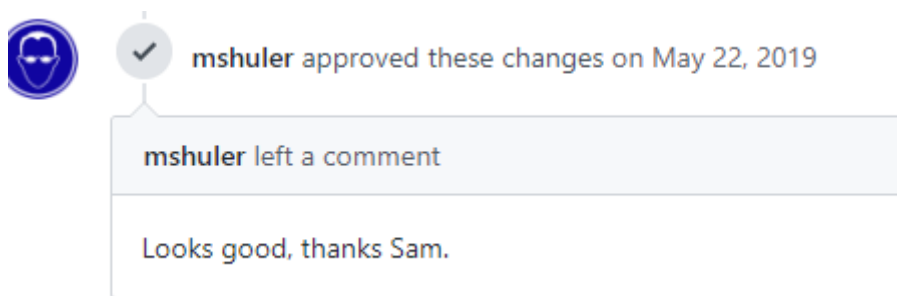 mshuler approved these changes on May 22, 2019
mshuler left a comment
Looks good, thanks Sam.